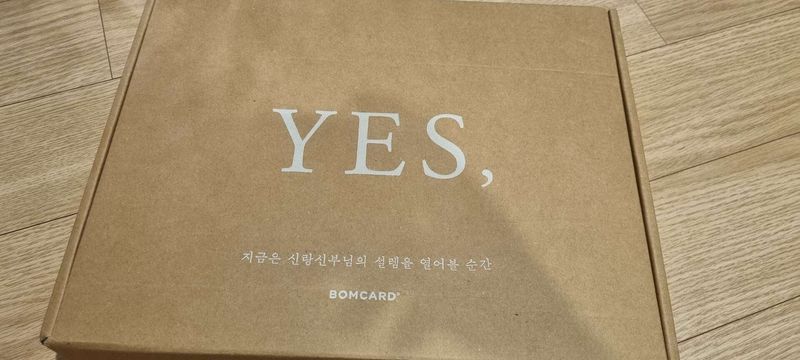 YES,
지금은 신랑신부님의 설렘을 열어볼 순간
BOMCARD®